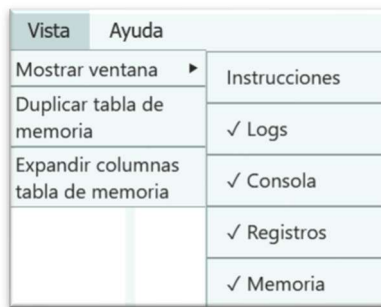 Vista Ayuda
Mostrar ventana ▶
Duplicar tabla de
memoria
Expandir columnas
tabla de memoria
Instrucciones
✓ Logs
✓ Consola
✓ Registros
✓ Memoria